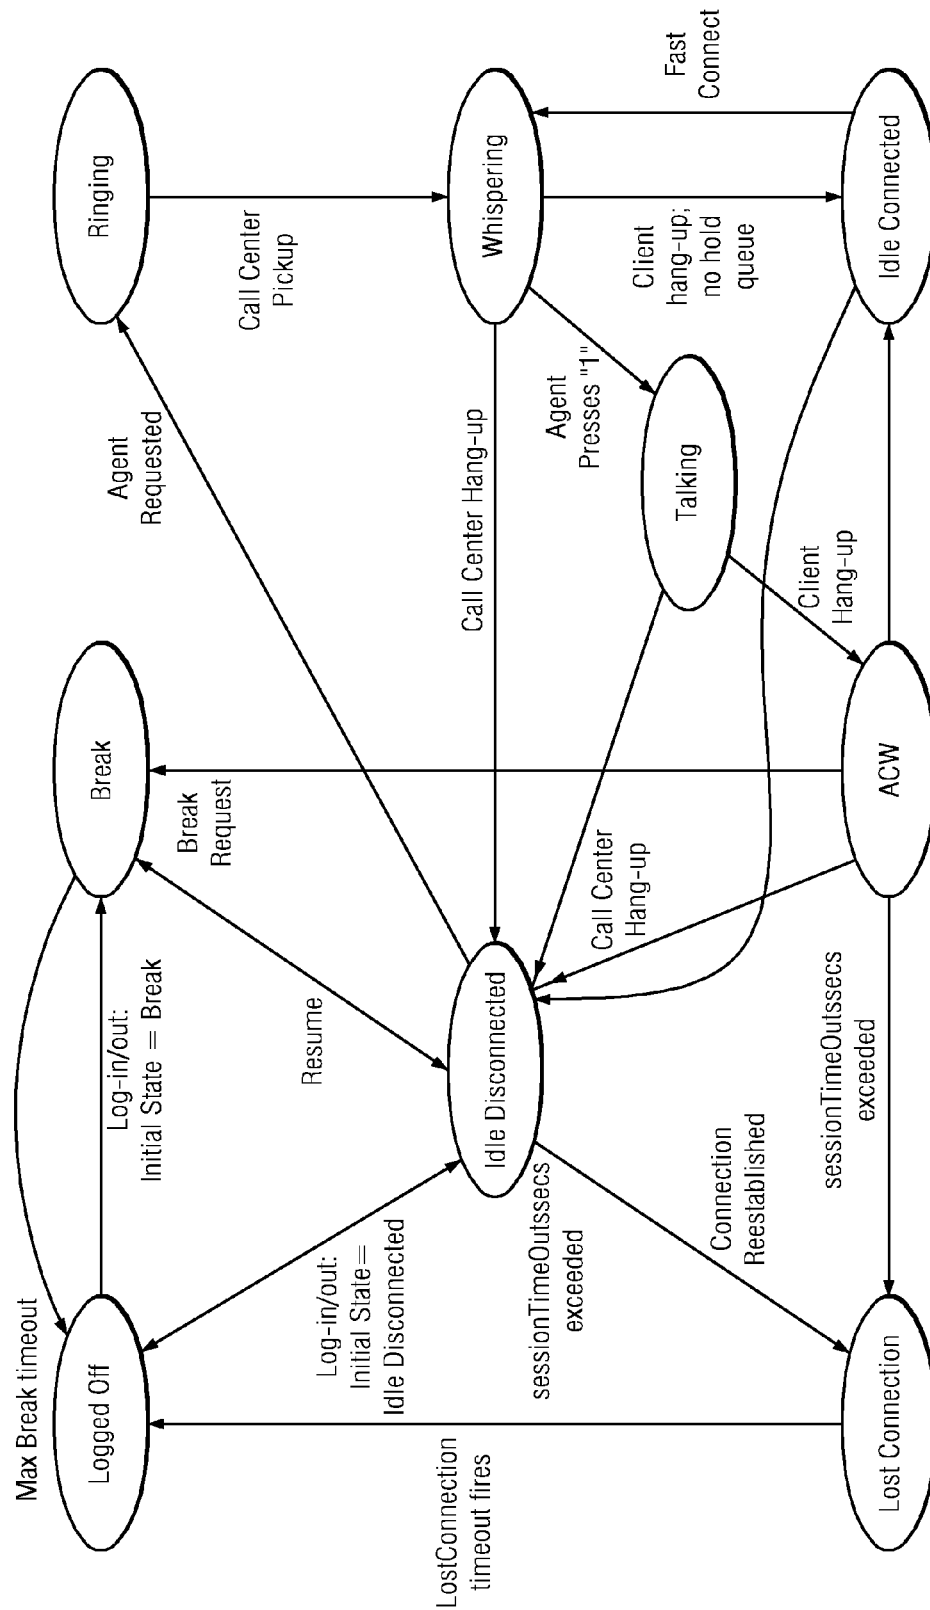 Max Break timeout
Logged Off
Log-in/out:
Initial State = Break
Break
Ringing
Agent
Requested
Break
Request
Call Center
Pickup
Resume
Log-in/out:
Initial State=
Idle Disconnected
LostConnection
timeout fires
Idle Disconnected
Call Center Hang-up
Whispering
sessionTimeOutssecs
exceeded
Agent
Presses "1"
Call Center
Hang-up
Talking
Client
hang-up;
no hold
queue
Fast
Connect
Connection
Reestablished
Client
Hang-up
sessionTimeOutssecs
exceeded
Lost Connection
ACW
Idle Connected